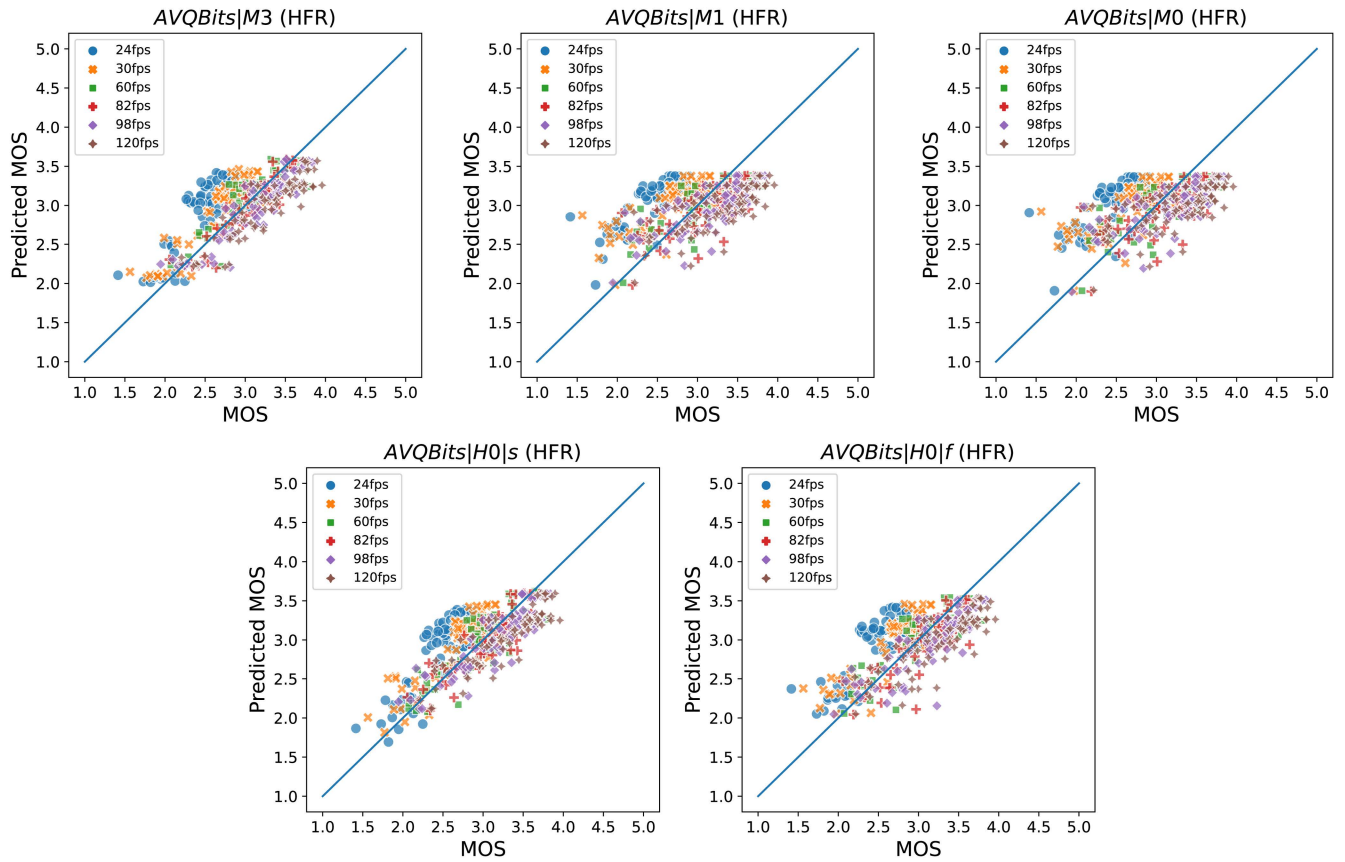 AVQBits|M3 (HFR)
Predicted MOS
5.0
4.5
4.0
3.5
3.0
2.5
2.0
1.5
1.0
24fps
30fps
60fps
82fps
98fps
120fps
1.0 1.5 2.0 2.5 3.0 3.5 4.0 4.5 5.0
MOS
AVQBits|M1 (HFR)
Predicted MOS
5.0
4.5
4.0
3.5
3.0
2.5
2.0
1.5
1.0
24fps
30fps
60fps
82fps
98fps
120fps
1.0 1.5 2.0 2.5 3.0 3.5 4.0 4.5 5.0
MOS
AVQBits|M0 (HFR)
Predicted MOS
5.0
4.5
4.0
3.5
3.0
2.5
2.0
1.5
1.0
24fps
30fps
60fps
82fps
98fps
120fps
1.0 1.5 2.0 2.5 3.0 3.5 4.0 4.5 5.0
MOS
AVQBits|H0|s (HFR)
Predicted MOS
5.0
4.5
4.0
3.5
3.0
2.5
2.0
1.5
1.0
24fps
30fps
60fps
82fps
98fps
120fps
1.0 1.5 2.0 2.5 3.0 3.5 4.0 4.5 5.0
MOS
AVQBits|H0|f (HFR)
Predicted MOS
5.0
4.5
4.0
3.5
3.0
2.5
2.0
1.5
1.0
24fps
30fps
60fps
82fps
98fps
120fps
1.0 1.5 2.0 2.5 3.0 3.5 4.0 4.5 5.0
MOS